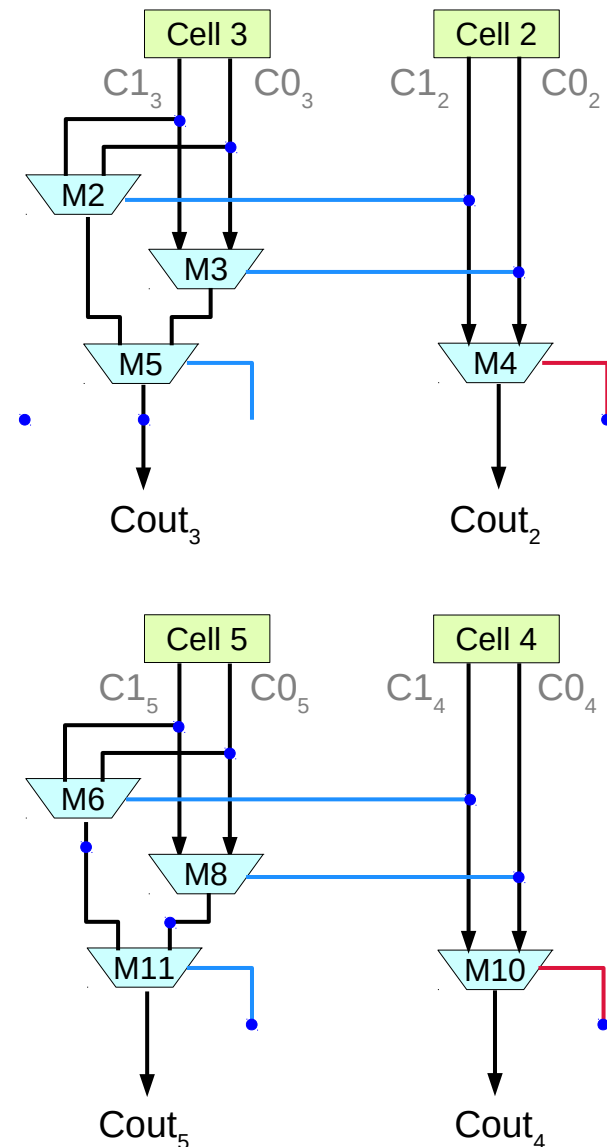 Cell 3
Cell 2
C1₃
C0₃
C1₂
C0₂
M2
M3
M5
M4
Cout₃
Cout₂
Cell 5
Cell 4
C1₅
C0₅
C1₄
C0₄
M6
M8
M11
M10
Cout₅
Cout₄